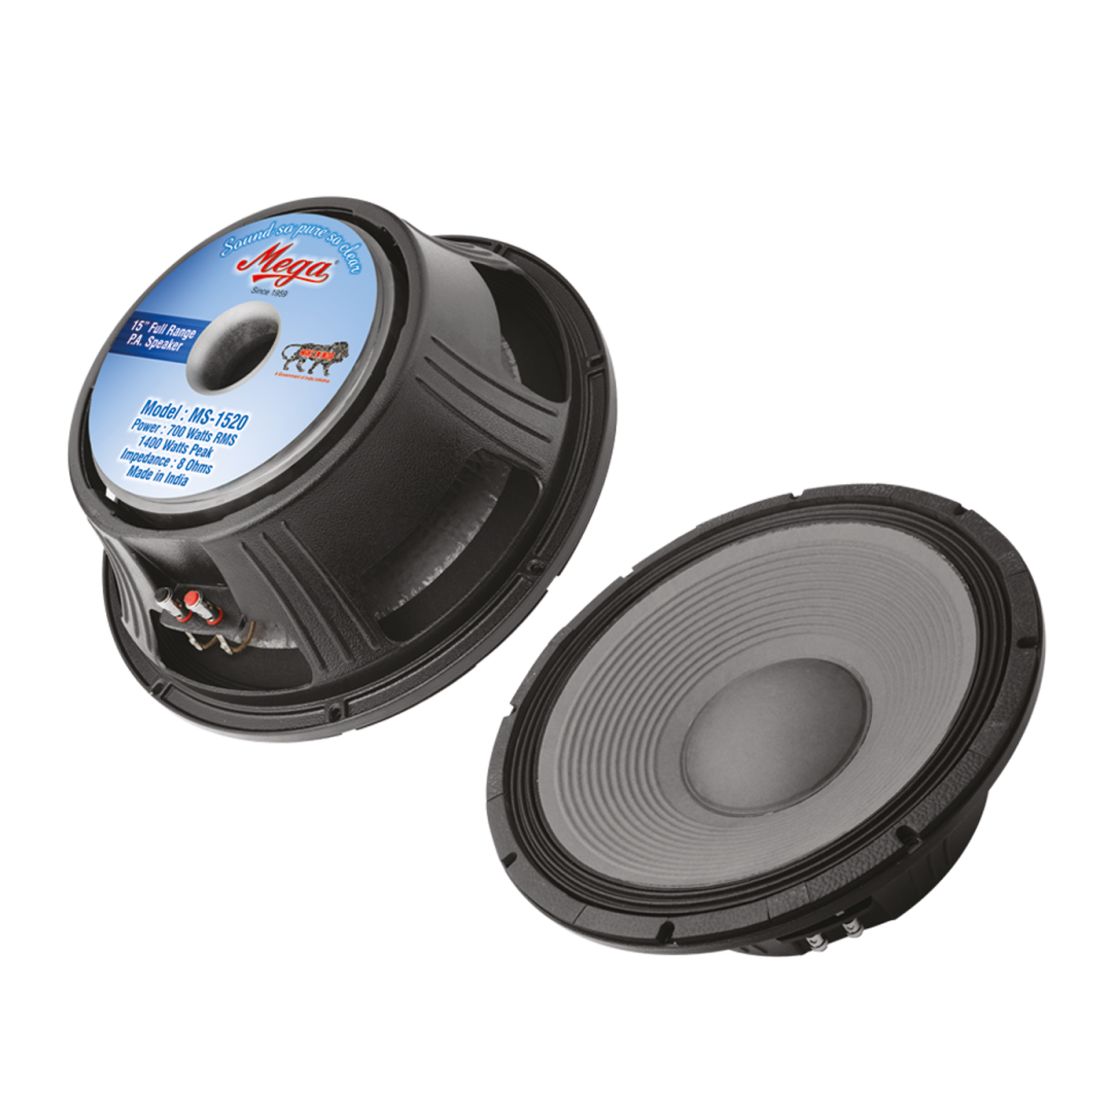 Sound so pure so clear
Mega®
Since 1959
15" Full Range
P.A. Speaker
Model : MS-1520
Power : 700 Watts RMS
1400 Watts Peak
Impedance : 8 Ohms
Made in India